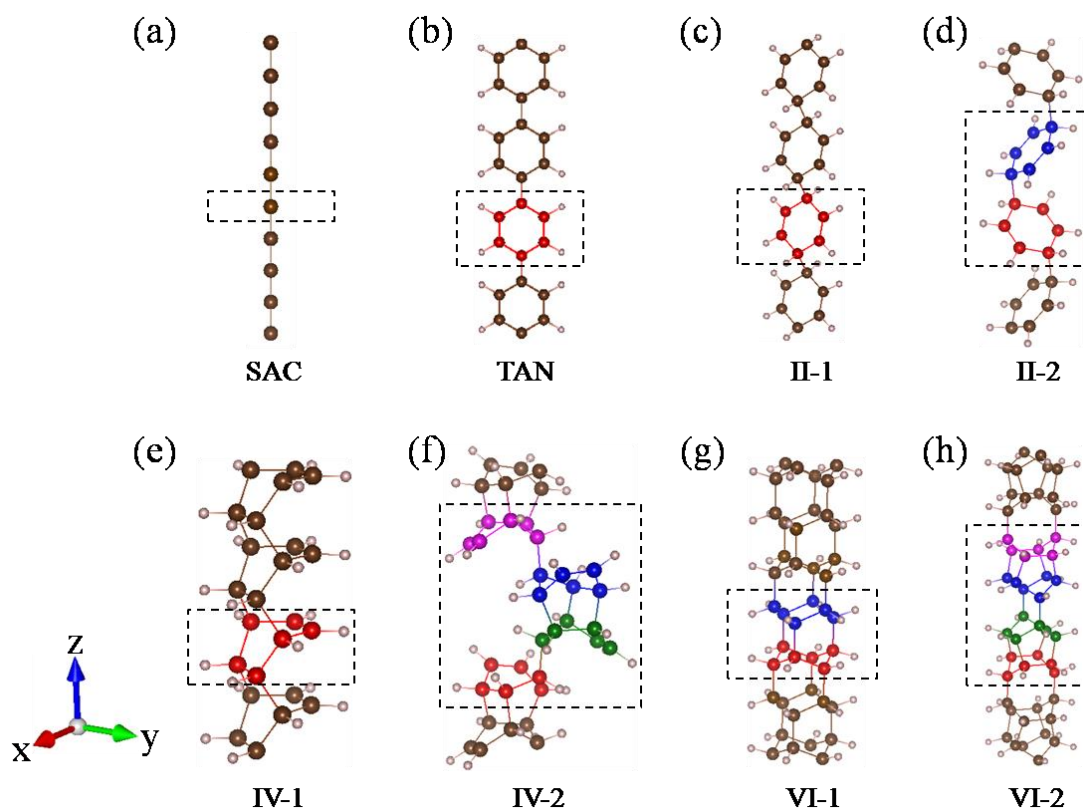 (a) (b) (c) (d)
SAC TAN II-1 II-2
(e) (f) (g) (h)
z
x y
IV-1 IV-2 VI-1 VI-2